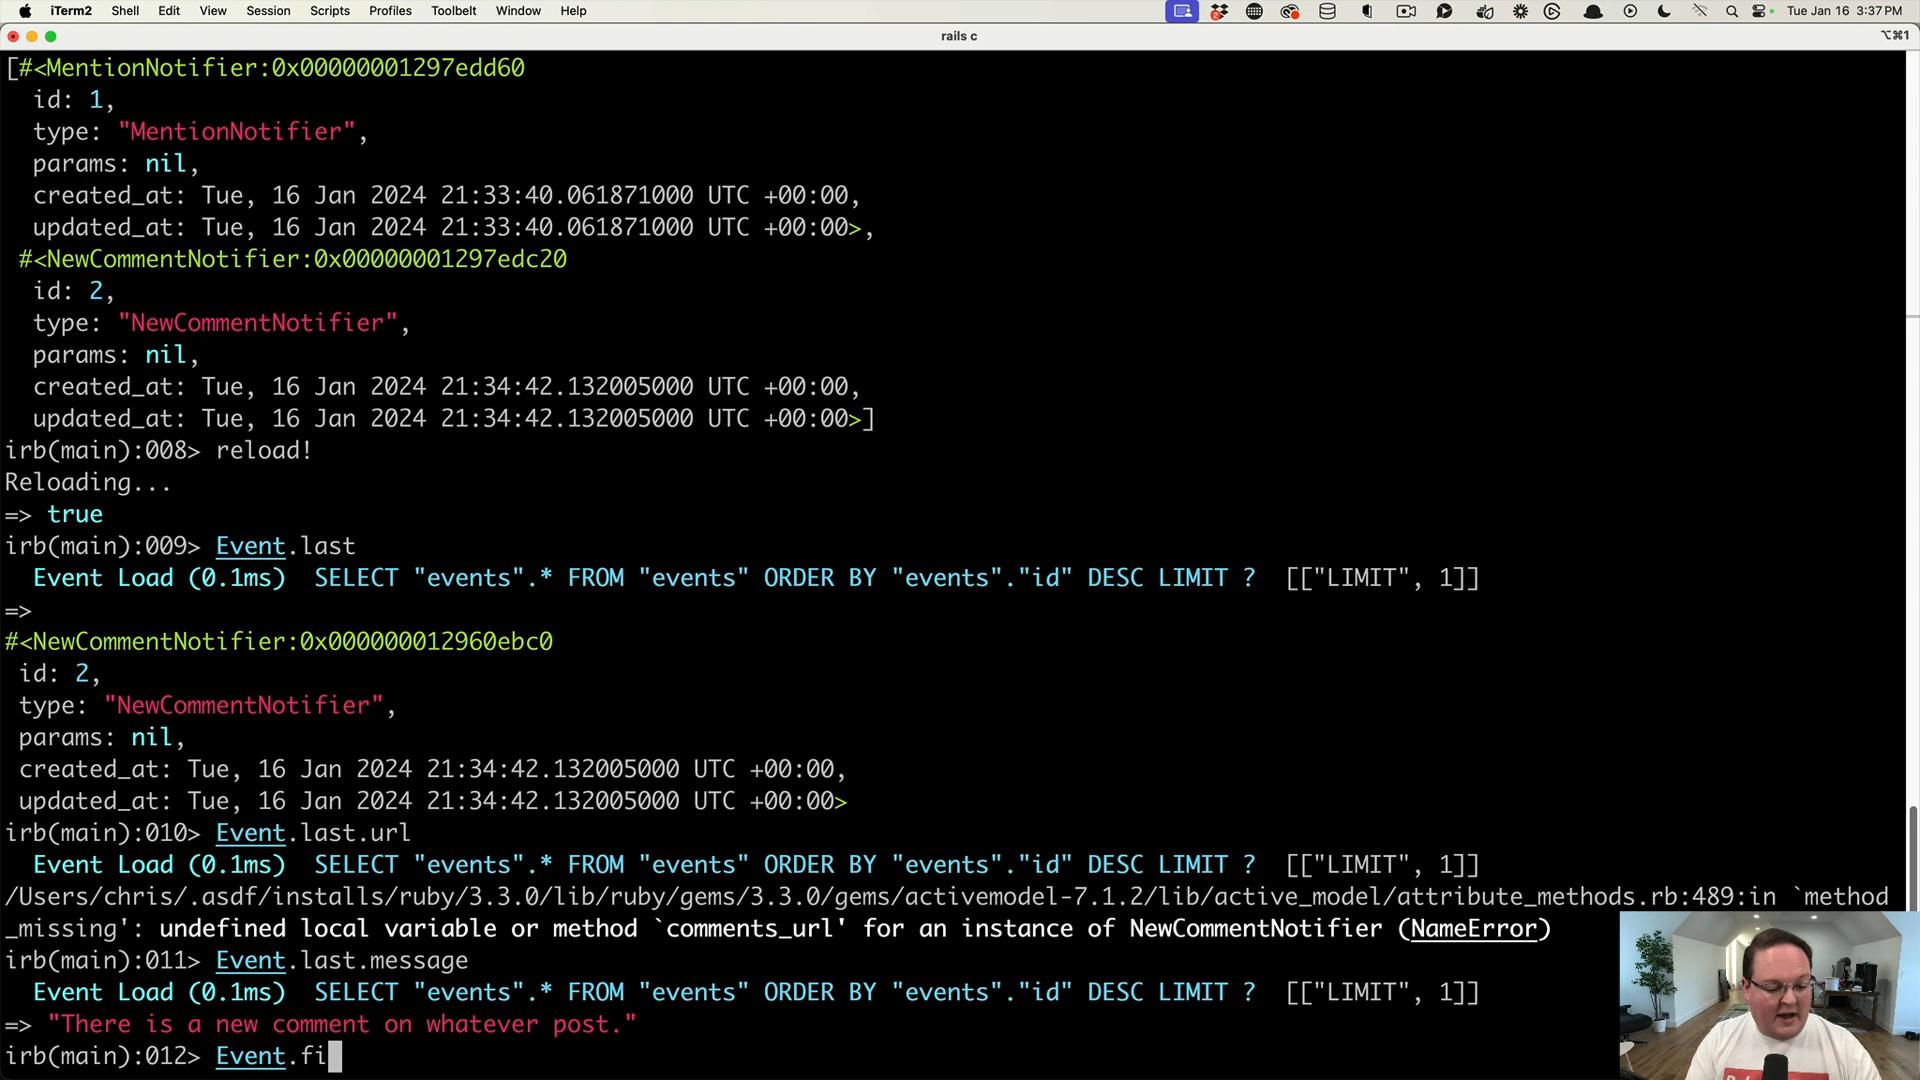 iTerm2 Shell Edit View Session Scripts Profiles Toolbelt Window Help Tue Jan 16 3:37 PM
rails c ⌥⌘1
[#<MentionNotifier:0x00000001297edd60
id: 1,
type: "MentionNotifier",
params: nil,
created_at: Tue, 16 Jan 2024 21:33:40.061871000 UTC +00:00,
updated_at: Tue, 16 Jan 2024 21:33:40.061871000 UTC +00:00>,
#<NewCommentNotifier:0x00000001297edc20
id: 2,
type: "NewCommentNotifier",
params: nil,
created_at: Tue, 16 Jan 2024 21:34:42.132005000 UTC +00:00,
updated_at: Tue, 16 Jan 2024 21:34:42.132005000 UTC +00:00>]
irb(main):008> reload!
Reloading...
=> true
irb(main):009> Event.last
Event Load (0.1ms)  SELECT "events".* FROM "events" ORDER BY "events"."id" DESC LIMIT ?  [["LIMIT", 1]]
=>
#<NewCommentNotifier:0x000000012960ebc0
id: 2,
type: "NewCommentNotifier",
params: nil,
created_at: Tue, 16 Jan 2024 21:34:42.132005000 UTC +00:00,
updated_at: Tue, 16 Jan 2024 21:34:42.132005000 UTC +00:00>
irb(main):010> Event.last.url
Event Load (0.1ms)  SELECT "events".* FROM "events" ORDER BY "events"."id" DESC LIMIT ?  [["LIMIT", 1]]
/Users/chris/.asdf/installs/ruby/3.3.0/lib/ruby/gems/3.3.0/gems/activemodel-7.1.2/lib/active_model/attribute_methods.rb:489:in `method
_missing': undefined local variable or method `comments_url' for an instance of NewCommentNotifier (NameError)
irb(main):011> Event.last.message
Event Load (0.1ms)  SELECT "events".* FROM "events" ORDER BY "events"."id" DESC LIMIT ?  [["LIMIT", 1]]
=> "There is a new comment on whatever post."
irb(main):012> Event.fi